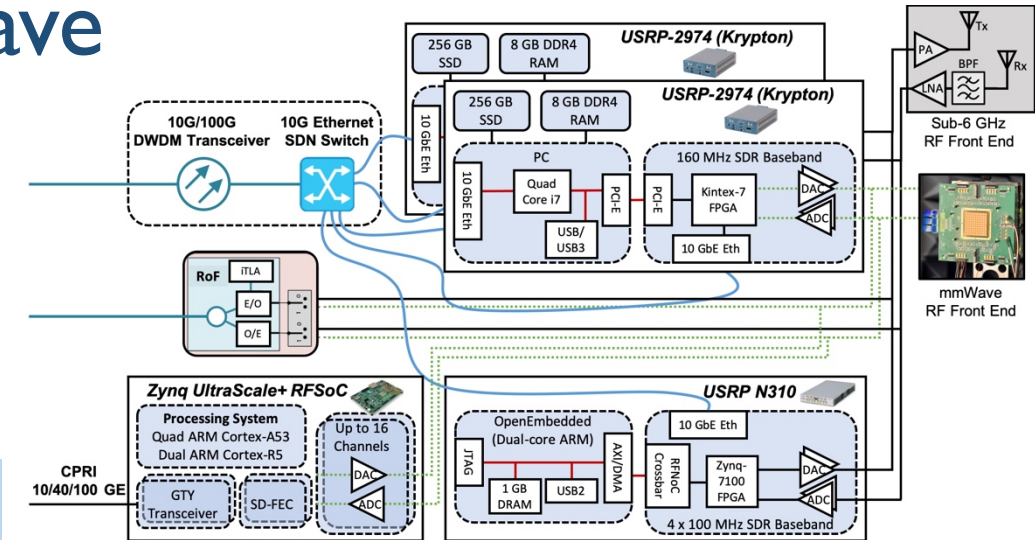 ave
256 GB
SSD
8 GB DDR4
RAM
USRP-2974 (Krypton)
10 GbE Eth
256 GB
SSD
8 GB DDR4
RAM
USRP-2974 (Krypton)
PC
10 GbE Eth
Quad
Core i7
USB/
USB3
PCI-E
160 MHz SDR Baseband
PCI-E
Kintex-7
FPGA
10 GbE Eth
DAC
ADC
10G/100G
DWDM Transceiver
10G Ethernet
SDN Switch
PA
Tx
BPF
Rx
LNA
Sub-6 GHz
RF Front End
mmWave
RF Front End
RoF
iTLA
E/O
O/E
0
1
0
1
Zynq UltraScale+ RFSoC
Processing System
Quad ARM Cortex-A53
Dual ARM Cortex-R5
Up to 16
Channels
DAC
ADC
CPRI
10/40/100 GE
GTY
Transceiver
SD-FEC
USRP N310
OpenEmbedded
(Dual-core ARM)
JTAG
1 GB
DRAM
USB2
AXI/DMA
10 GbE Eth
RFNoC
Crossbar
Zynq-
7100
FPGA
DAC
ADC
4 x 100 MHz SDR Baseband